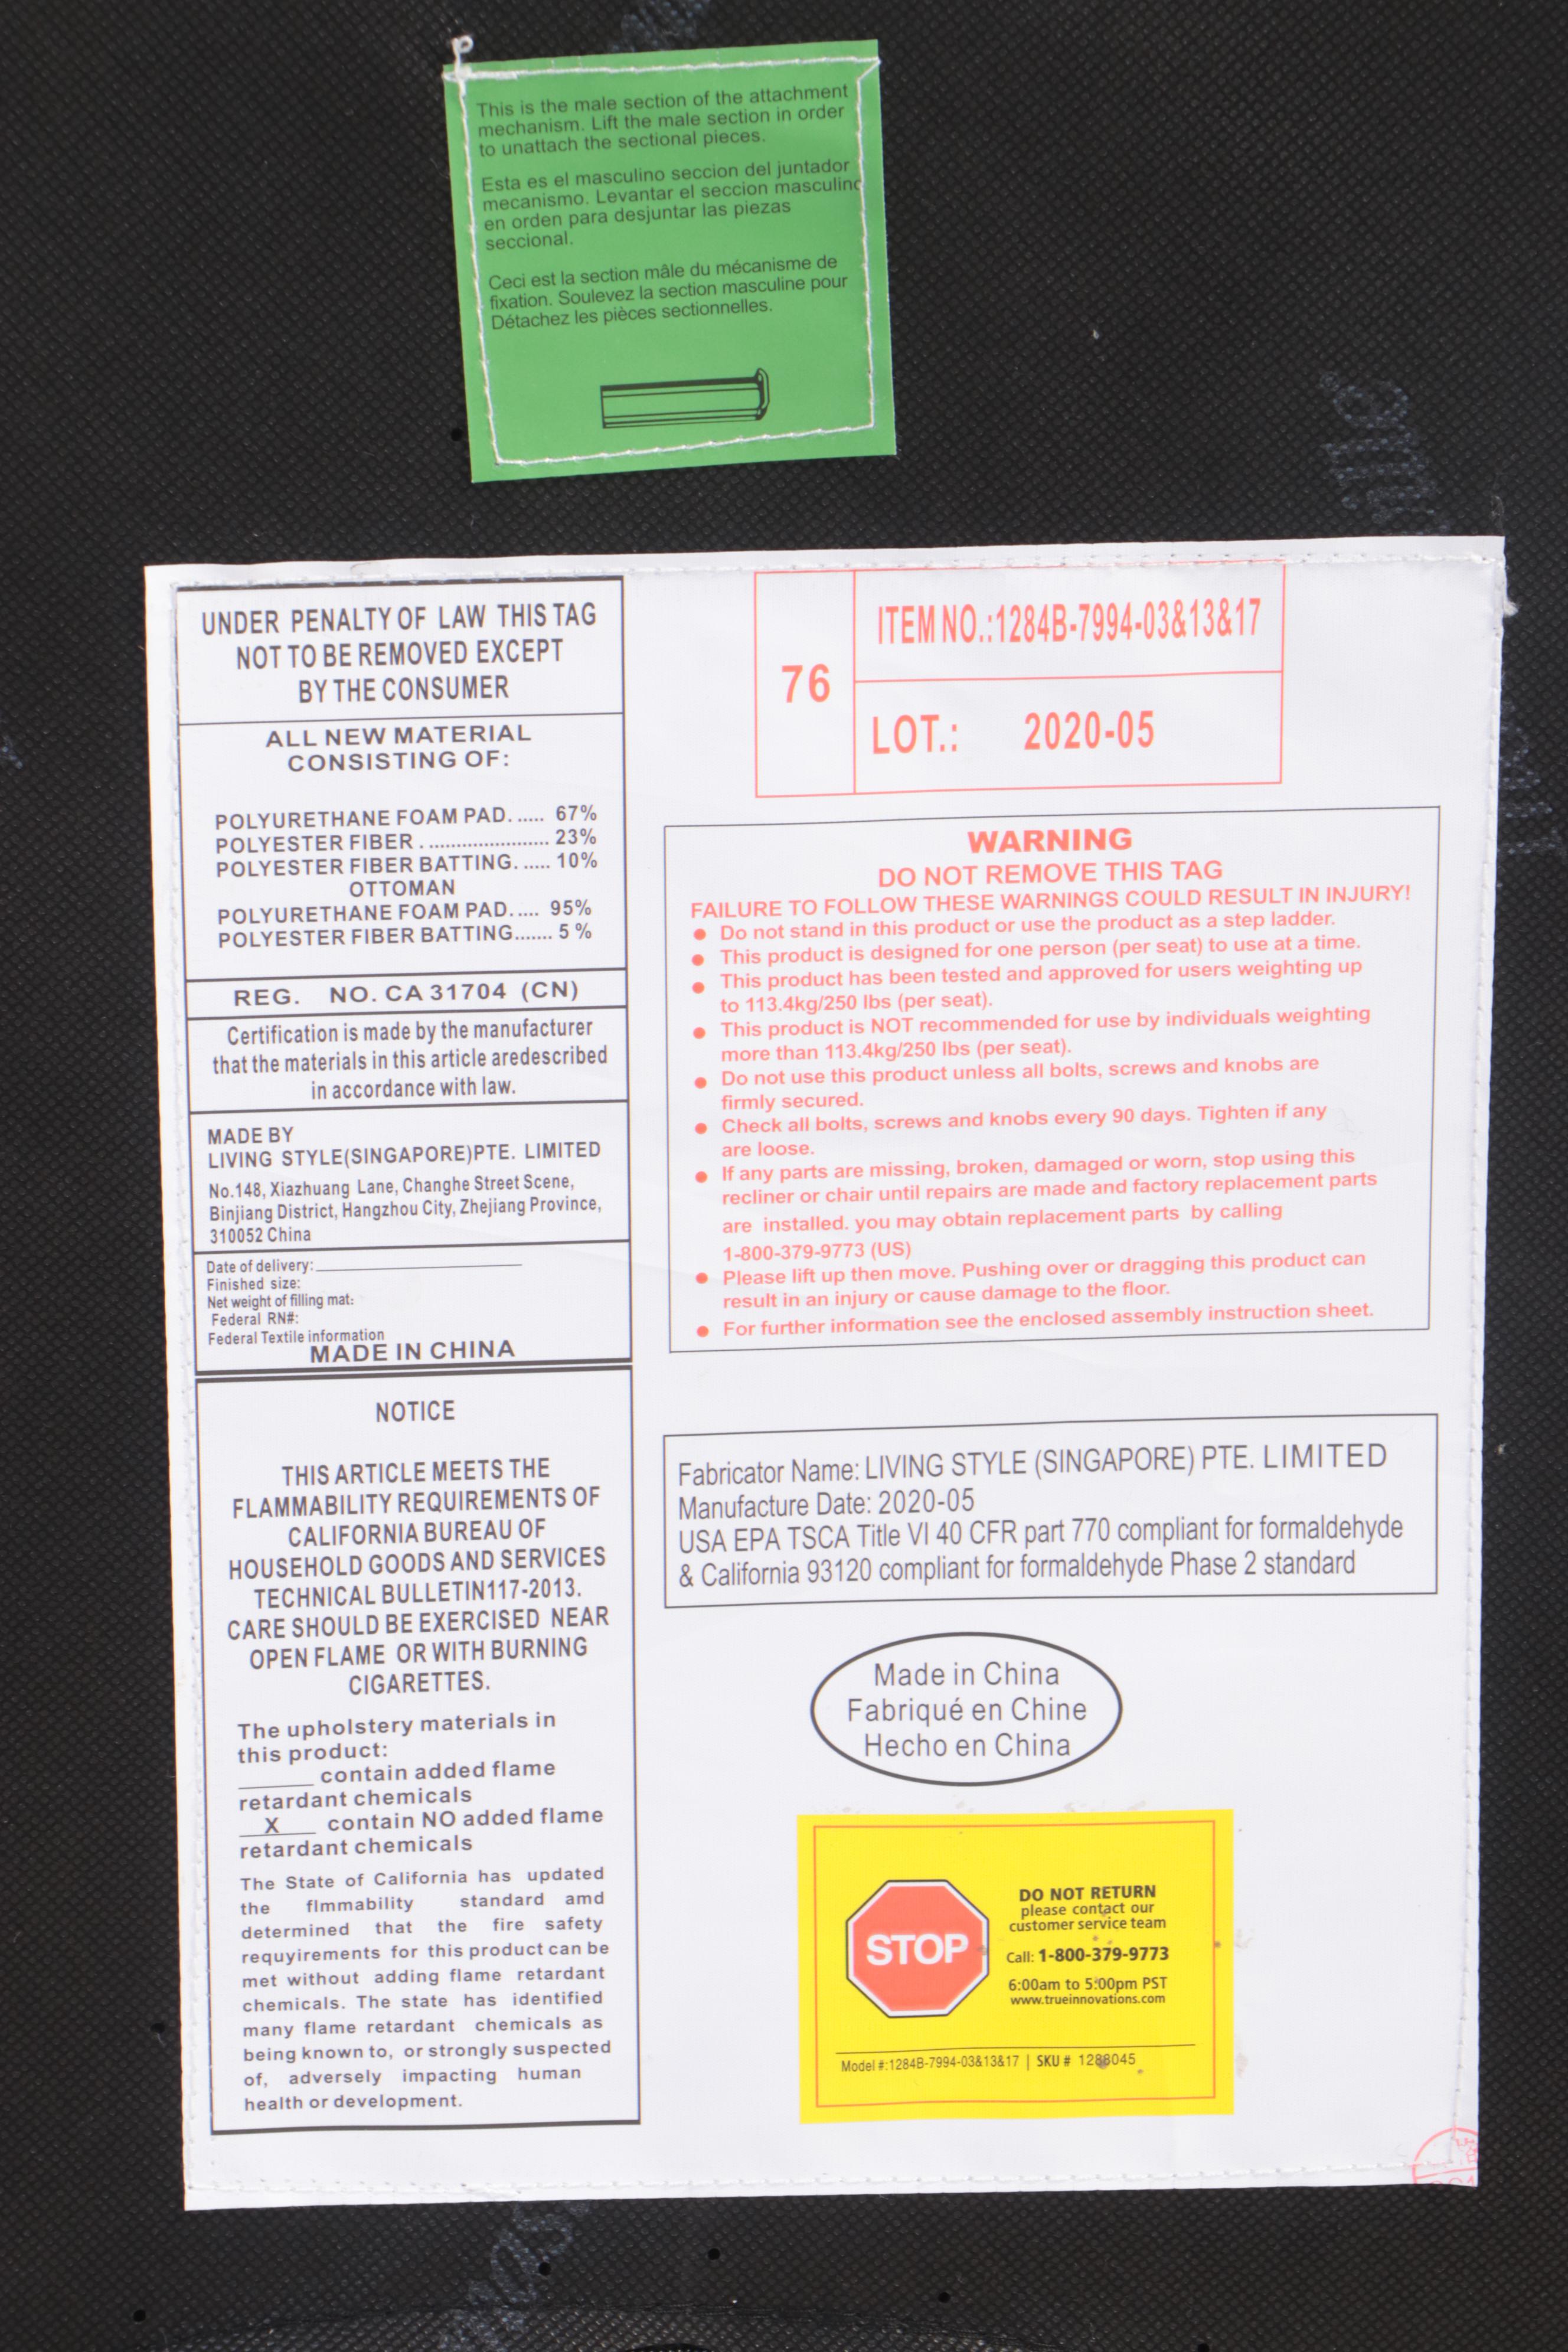 This is the male section of the attachment
mechanism. Lift the male section in order
to unattach the sectional pieces.
Esta es el masculino seccion del juntador
mecanismo. Levantar el seccion masculino
en orden para desjuntar las piezas
seccional.
Ceci est la section mâle du mécanisme de
fixation. Soulevez la section masculine pour
Détachez les pièces sectionnelles.
UNDER PENALTY OF LAW THIS TAG
NOT TO BE REMOVED EXCEPT
BY THE CONSUMER
ALL NEW MATERIAL
CONSISTING OF:
POLYURETHANE FOAM PAD. ..... 67%
POLYESTER FIBER . ...................... 23%
POLYESTER FIBER BATTING. ..... 10%
OTTOMAN
POLYURETHANE FOAM PAD..... 95%
POLYESTER FIBER BATTING....... 5 %
REG. NO. CA 31704 (CN)
Certification is made by the manufacturer
that the materials in this article aredescribed
in accordance with law.
MADE BY
LIVING STYLE(SINGAPORE)PTE. LIMITED
No.148, Xiazhuang Lane, Changhe Street Scene,
Binjiang District, Hangzhou City, Zhejiang Province,
310052 China
Date of delivery:
Finished size:
Net weight of filling mat:
Federal RN#:
Federal Textile information
MADE IN CHINA
NOTICE
THIS ARTICLE MEETS THE
FLAMMABILITY REQUIREMENTS OF
CALIFORNIA BUREAU OF
HOUSEHOLD GOODS AND SERVICES
TECHNICAL BULLETIN117-2013.
CARE SHOULD BE EXERCISED NEAR
OPEN FLAME OR WITH BURNING
CIGARETTES.
The upholstery materials in
this product:
______ contain added flame
retardant chemicals
__X__ contain NO added flame
retardant chemicals
The State of California has updated
the flmmability standard amd
determined that the fire safety
requyirements for this product can be
met without adding flame retardant
chemicals. The state has identified
many flame retardant chemicals as
being known to, or strongly suspected
of, adversely impacting human
health or development.
76
ITEM NO.:1284B-7994-03&13&17
LOT.: 2020-05
WARNING
DO NOT REMOVE THIS TAG
FAILURE TO FOLLOW THESE WARNINGS COULD RESULT IN INJURY!
● Do not stand in this product or use the product as a step ladder.
● This product is designed for one person (per seat) to use at a time.
● This product has been tested and approved for users weighting up
to 113.4kg/250 lbs (per seat).
● This product is NOT recommended for use by individuals weighting
more than 113.4kg/250 lbs (per seat).
● Do not use this product unless all bolts, screws and knobs are
firmly secured.
● Check all bolts, screws and knobs every 90 days. Tighten if any
are loose.
● If any parts are missing, broken, damaged or worn, stop using this
recliner or chair until repairs are made and factory replacement parts
are installed. you may obtain replacement parts by calling
1-800-379-9773 (US)
● Please lift up then move. Pushing over or dragging this product can
result in an injury or cause damage to the floor.
● For further information see the enclosed assembly instruction sheet.
Fabricator Name: LIVING STYLE (SINGAPORE) PTE. LIMITED
Manufacture Date: 2020-05
USA EPA TSCA Title VI 40 CFR part 770 compliant for formaldehyde
& California 93120 compliant for formaldehyde Phase 2 standard
Made in China
Fabriqué en Chine
Hecho en China
STOP
DO NOT RETURN
please contact our
customer service team
Call: 1-800-379-9773
6:00am to 5:00pm PST
www.trueinnovations.com
Model #:1284B-7994-03&13&17 | SKU # 1288045